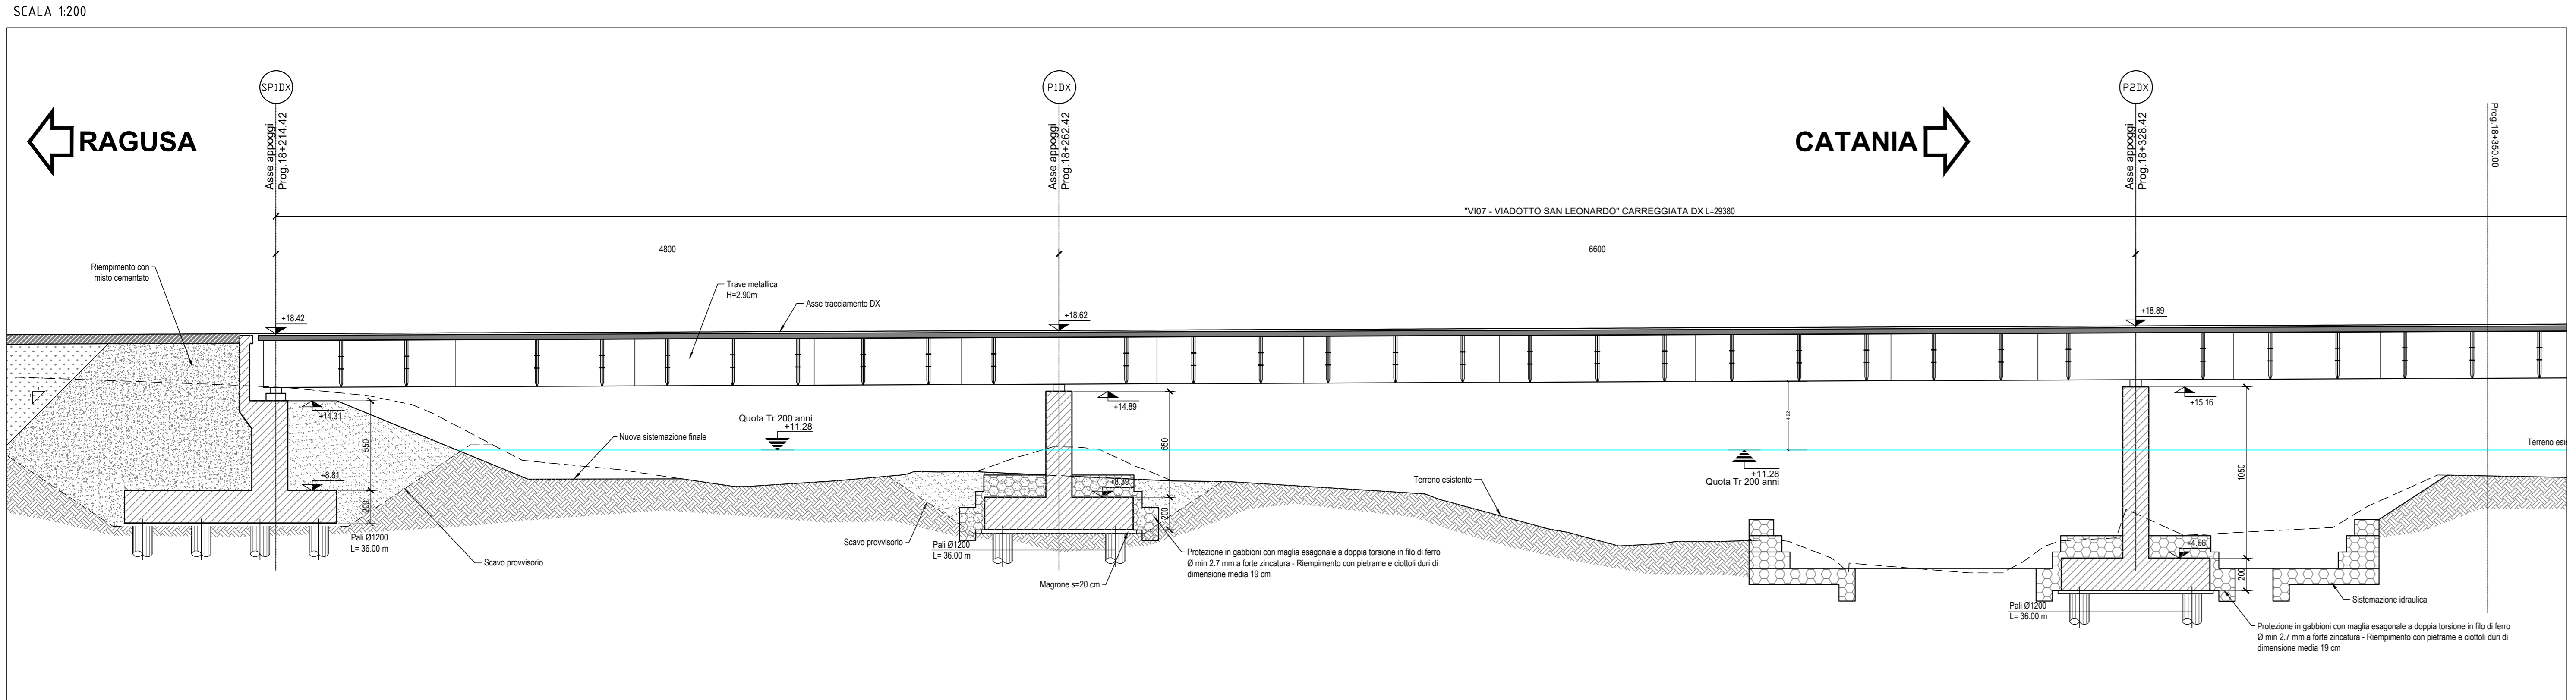 SCALA 1:200
SP1DX
P1DX
P2DX
Asse appoggi
Prog.18+214.42
Asse appoggi
Prog.18+262.42
Asse appoggi
Prog.18+328.42
Prog.18+350.00
RAGUSA
CATANIA
"VI07 - VIADOTTO SAN LEONARDO" CARREGGIATA DX L=29380
4800
6600
Riempimento con
misto cementato
Trave metallica
H=2.90m
Asse tracciamento DX
+18.42
+18.62
+18.89
+14.31
+14.89
+15.16
Quota Tr 200 anni
+11.28
Nuova sistemazione finale
550
650
1050
+11.28
Quota Tr 200 anni
Terreno esi
Terreno esistente
+8.81
+8.39
+4.66
200
200
200
Pali Ø1200
L= 36.00 m
Scavo provvisorio
Scavo provvisorio
Pali Ø1200
L= 36.00 m
Magrone s=20 cm
Protezione in gabbioni con maglia esagonale a doppia torsione in filo di ferro
Ø min 2.7 mm a forte zincatura - Riempimento con pietrame e ciottoli duri di
dimensione media 19 cm
Pali Ø1200
L= 36.00 m
Sistemazione idraulica
Protezione in gabbioni con maglia esagonale a doppia torsione in filo di ferro
Ø min 2.7 mm a forte zincatura - Riempimento con pietrame e ciottoli duri di
dimensione media 19 cm